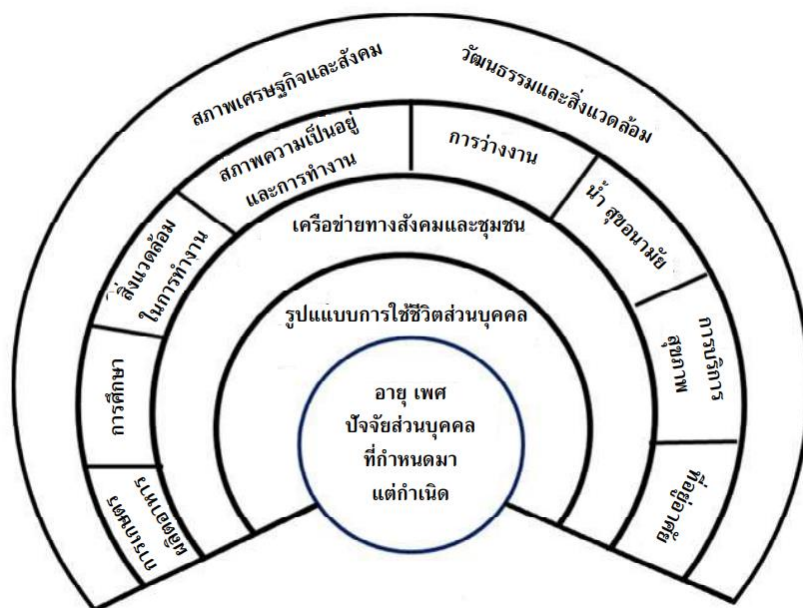 สภาพเศรษฐกิจและสังคม
วัฒนธรรมและสิ่งแวดล้อม
สภาพความเป็นอยู่
และการทำงาน
การว่างงาน
น้ำ สุขอนามัย
สิ่งแวดล้อม
ในการทำงาน
เครือข่ายทางสังคมและชุมชน
การบริการ
สุขภาพ
รูปแแบบการใช้ชีวิตส่วนบุคคล
การศึกษา
อายุ เพศ
ปัจจัยส่วนบุคคล
ที่กำหนดมา
แต่กำเนิด
การเกษตร
ผลิตอาหาร
ที่อยู่อาศัย